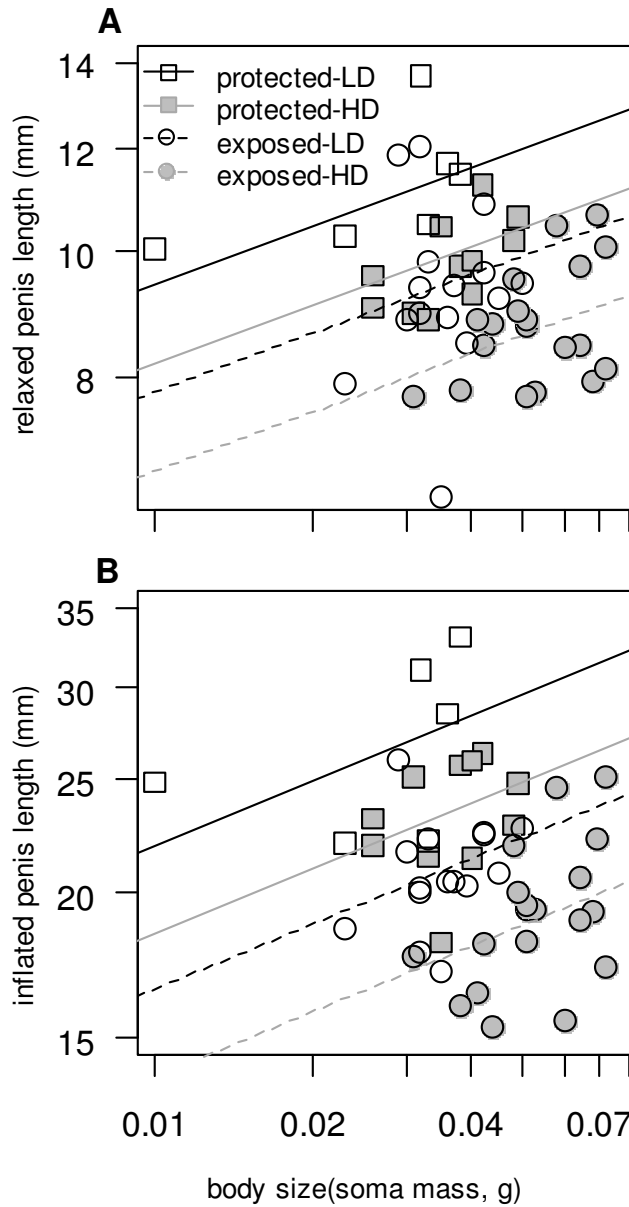 A
relaxed penis length (mm)
14
12
10
8
protected-LD
protected-HD
exposed-LD
exposed-HD
B
inflated penis length (mm)
35
30
25
20
15
0.01 0.02 0.04 0.07
body size(soma mass, g)